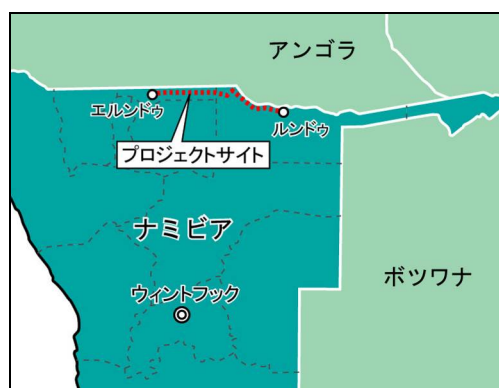 アンゴラ
エルンドゥ
ルンドゥ
プロジェクトサイト
ナミビア
ボツワナ
ウィントフック